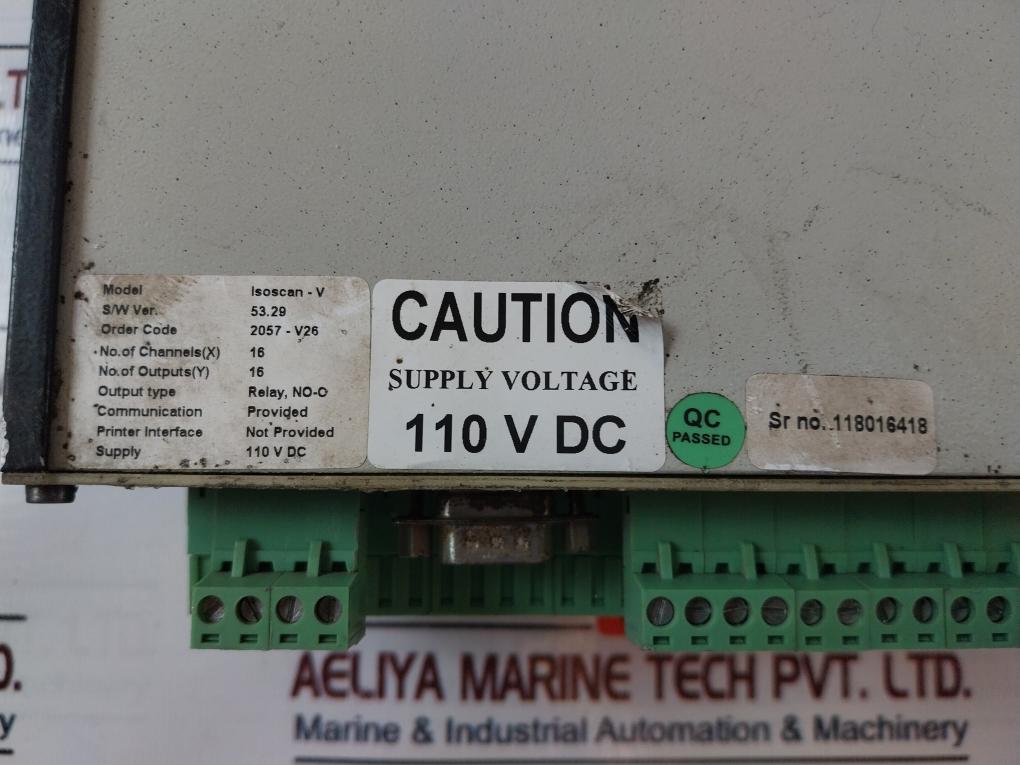 Model Isoscan - V
S/W Ver. 53.29
Order Code 2057 - V26
No.of Channels(X) 16
No.of Outputs(Y) 16
Output type Relay, NO-C
Communication Provided
Printer Interface Not Provided
Supply 110 V DC
CAUTION
SUPPLY VOLTAGE
110 V DC
QC
PASSED
Sr no. 118016418
AELIYA MARINE TECH PVT. LTD.
Marine & Industrial Automation & Machinery